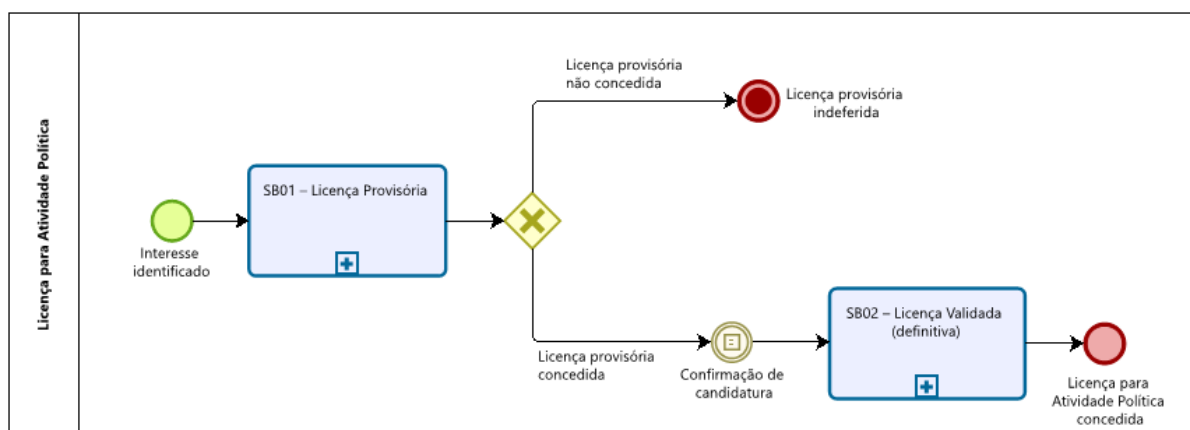 Licença para Atividade Política
Interesse
identificado
SB01 – Licença Provisória
Licença provisória
não concedida
Licença provisória
indeferida
Licença provisória
concedida
Confirmação de
candidatura
SB02 – Licença Validada
(definitiva)
Licença para
Atividade Política
concedida